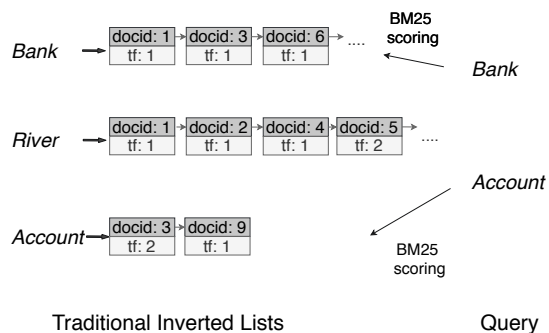 BM25
scoring
Bank
docid: 1 docid: 3 docid: 6 ....
tf: 1 tf: 1 tf: 1
Bank
River
docid: 1 docid: 2 docid: 4 docid: 5 ....
tf: 1 tf: 1 tf: 1 tf: 2
Account
Account
docid: 3 docid: 9
tf: 2 tf: 1
BM25
scoring
Traditional Inverted Lists
Query